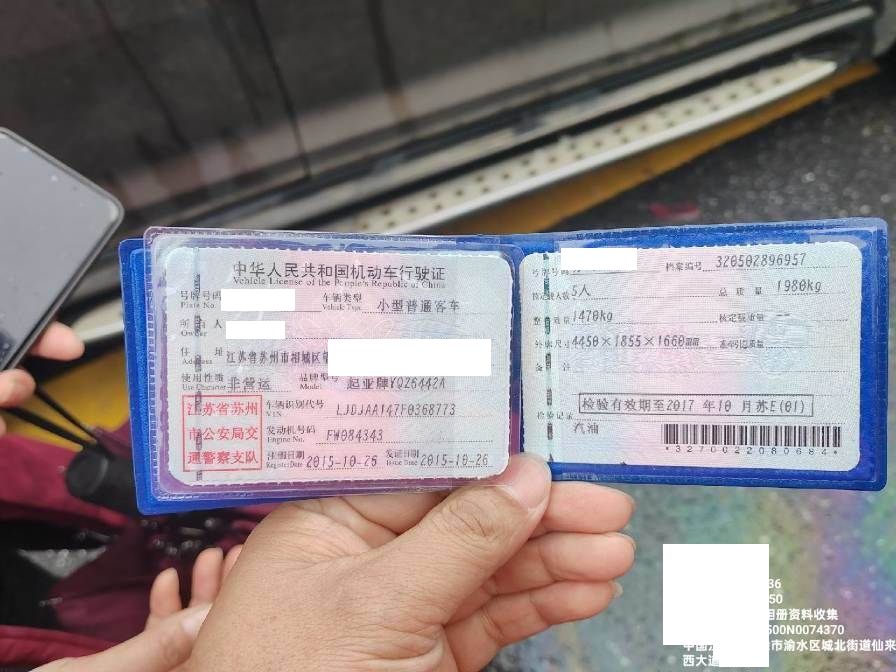 中华人民共和国机动车行驶证
Vehicle License of the People's Republic of China
号牌号码
Plate No.
车辆类型
Vehicle Type
小型普通客车
所有人
Owner
住址
Address
江苏省苏州市相城区
使用性质
Use Character
非营运
品牌型号
Model
起亚牌YQZ6442A
江苏省苏州
市公安局交
通警察支队
车辆识别代号
VIN
LJDJAA147F0368773
发动机号码
Engine No.
FW084343
注册日期
Register Date
2015-10-26
发证日期
Issue Date
2015-10-26
号牌号码
档案编号
320502896957
核定载人数
5人
总质量
1980kg
整备质量
1470kg
核定载质量
--
外廓尺寸
4450×1855×1660mm
准牵引总质量
备注
检验有效期至2017年10月苏E(01)
检验记录
汽油
*3270022080684*
36
50
册资料收集
500N0074370
市渝水区城北街道仙来
西大道